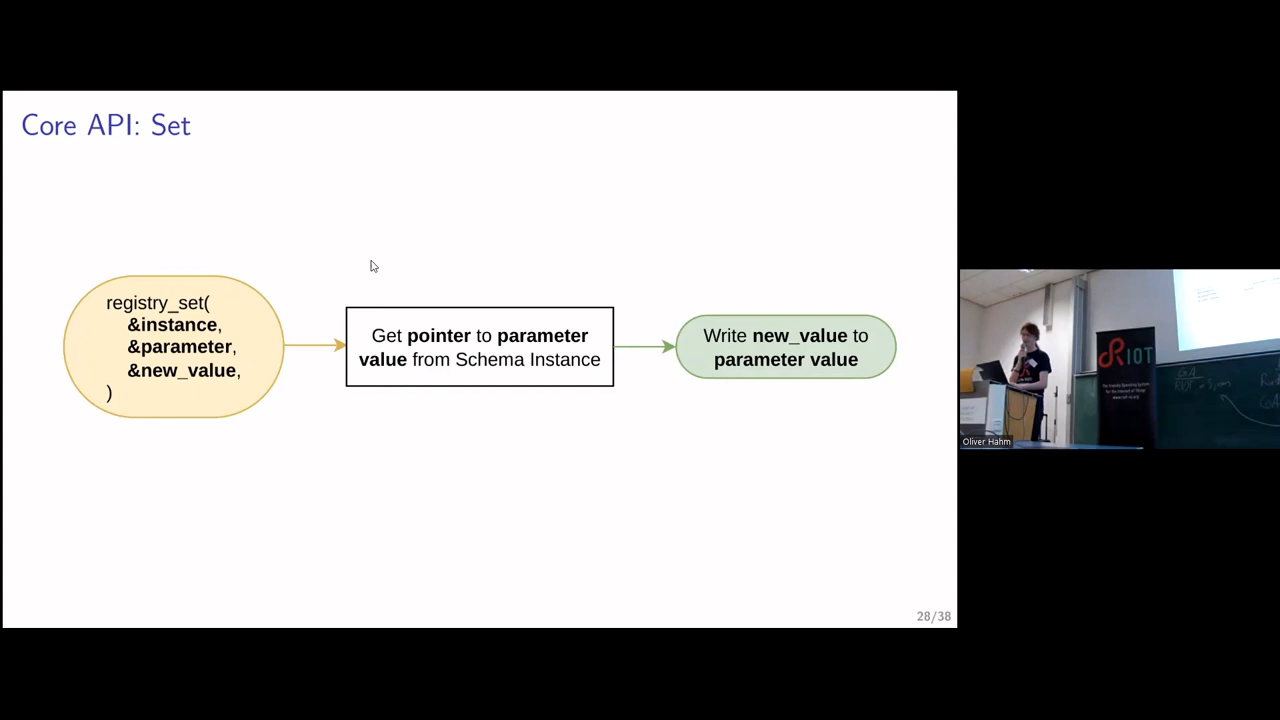 Core API: Set
registry_set(
&instance,
&parameter,
&new_value,
)
Get pointer to parameter
value from Schema Instance
Write new_value to
parameter value
28/38
RIOT
Oliver Hahm